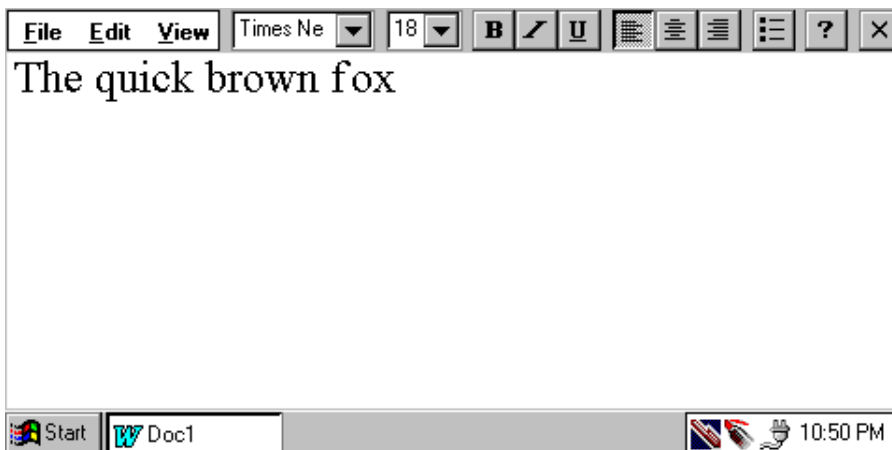 File Edit View Times Ne 18 B I U ? ×
The quick brown fox
Start W Doc1 10:50 PM